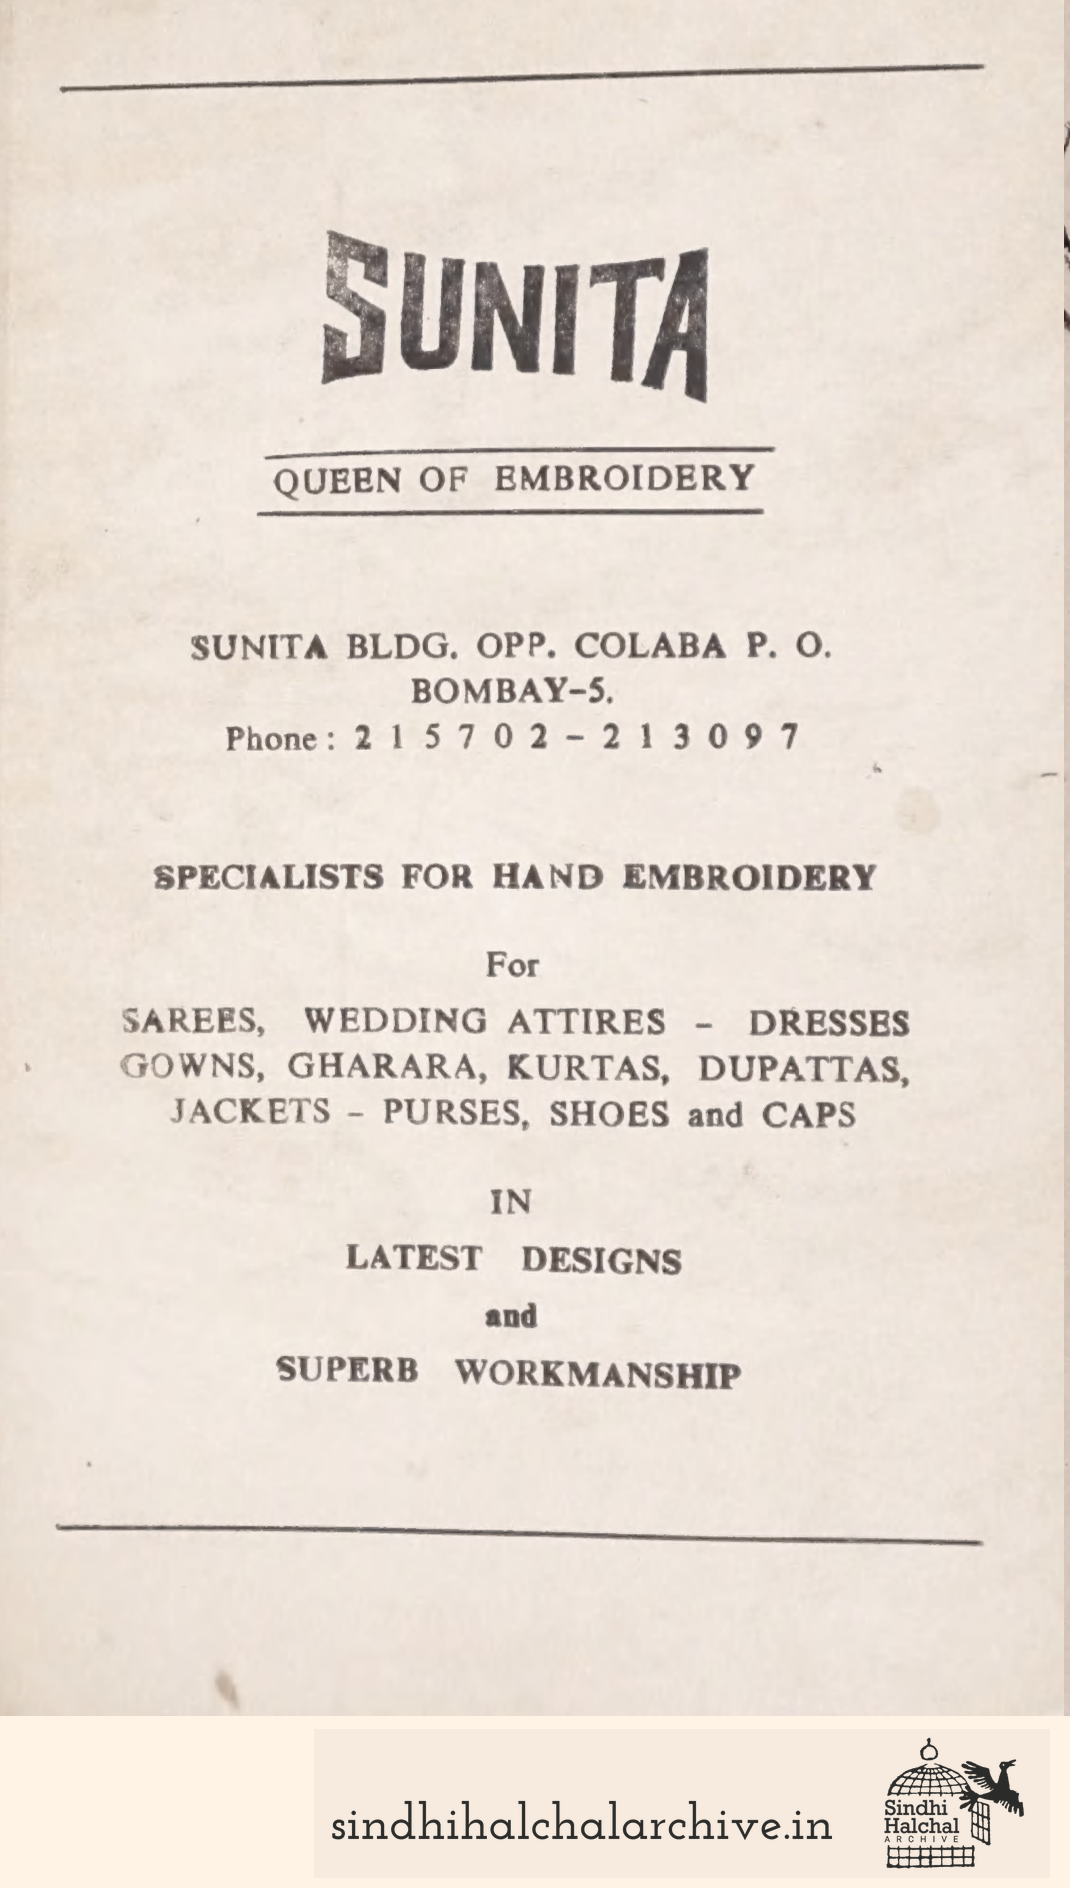 SUNITA
QUEEN OF EMBROIDERY
SUNITA BLDG. OPP. COLABA P. O.
BOMBAY-5.
Phone : 2 1 5 7 0 2 - 2 1 3 0 9 7
SPECIALISTS FOR HAND EMBROIDERY
For
SAREES, WEDDING ATTIRES - DRESSES
GOWNS, GHARARA, KURTAS, DUPATTAS,
JACKETS - PURSES, SHOES and CAPS
IN
LATEST DESIGNS
and
SUPERB WORKMANSHIP
sindhihalchalarchive.in
Sindhi
Halchal
ARCHIVE